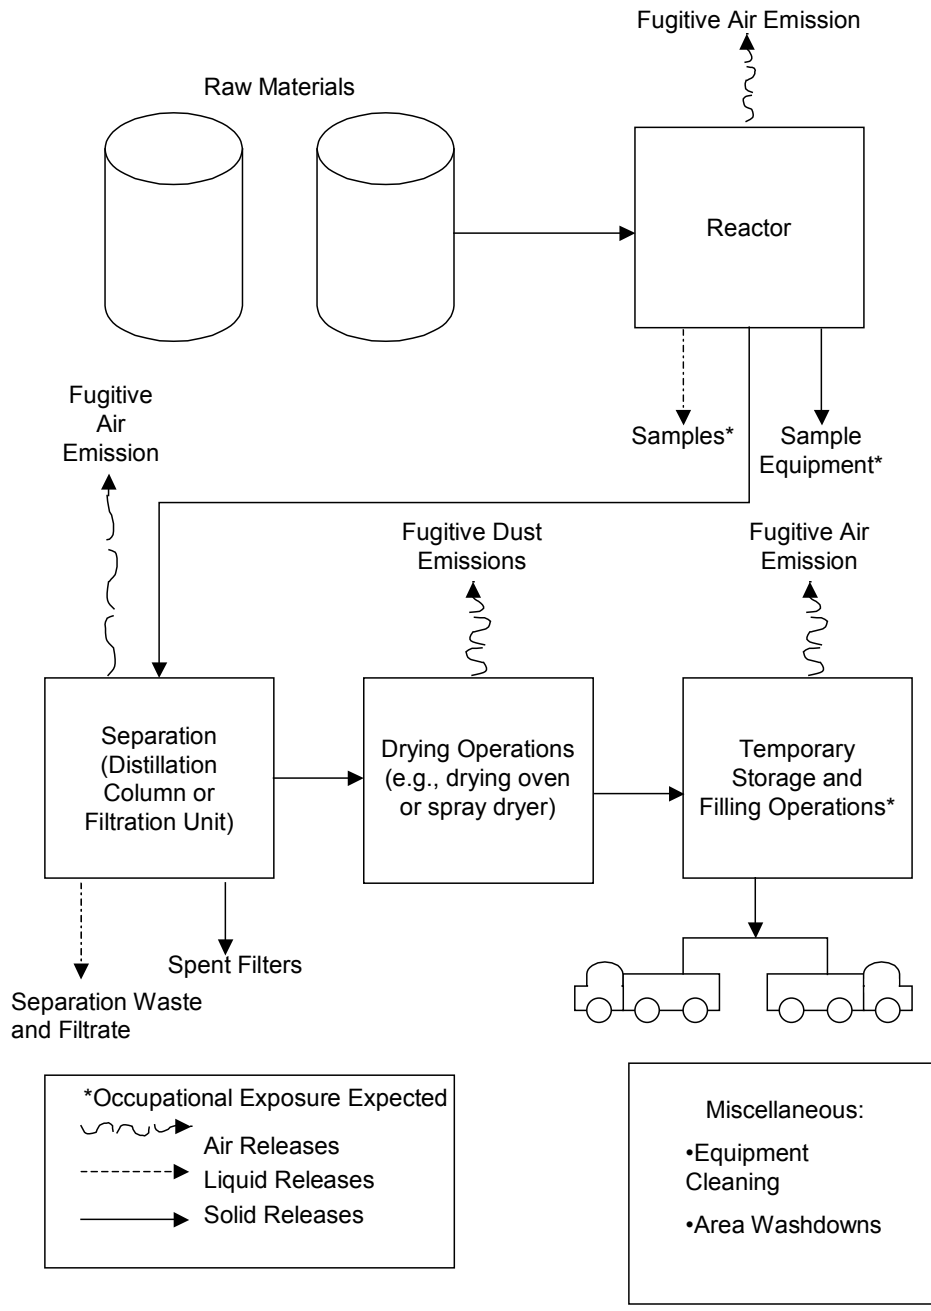 Fugitive Air Emission
Raw Materials
Reactor
Fugitive
Air
Emission
Samples*
Sample
Equipment*
Fugitive Dust
Emissions
Fugitive Air
Emission
Separation
(Distillation
Column or
Filtration Unit)
Drying Operations
(e.g., drying oven
or spray dryer)
Temporary
Storage and
Filling Operations*
Spent Filters
Separation Waste
and Filtrate
*Occupational Exposure Expected
Air Releases
Liquid Releases
Solid Releases
Miscellaneous:
•Equipment
Cleaning
•Area Washdowns